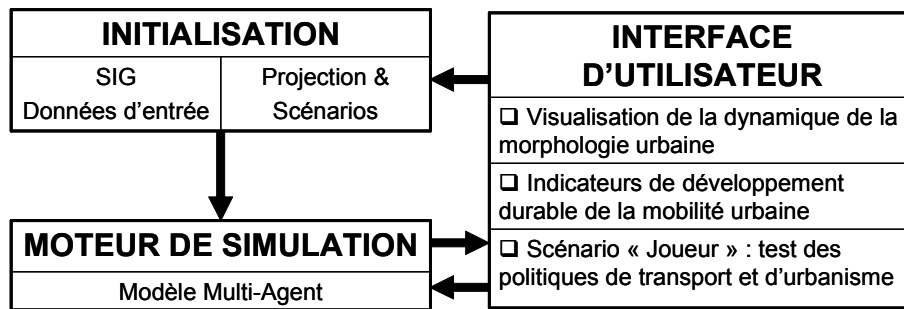 INITIALISATION
SIG
Données d'entrée
Projection &
Scénarios
MOTEUR DE SIMULATION
Modèle Multi-Agent
INTERFACE
D'UTILISATEUR
❑ Visualisation de la dynamique de la
morphologie urbaine
❑ Indicateurs de développement
durable de la mobilité urbaine
❑ Scénario « Joueur » : test des
politiques de transport et d'urbanisme